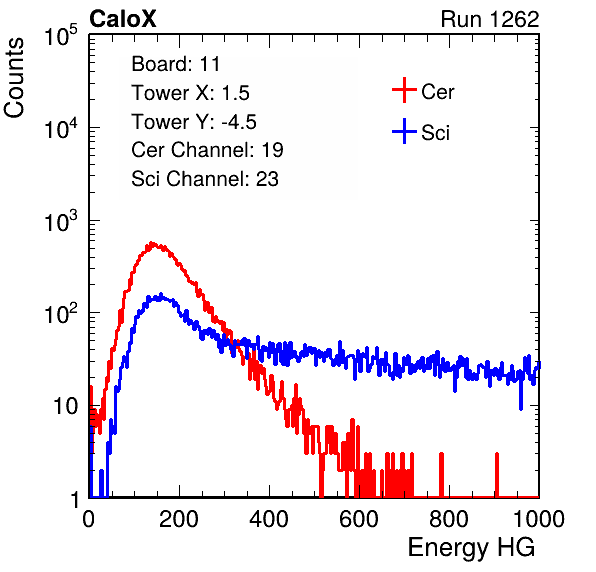 CaloX Run 1262
Board: 11
Tower X: 1.5
Tower Y: -4.5
Cer Channel: 19
Sci Channel: 23
Cer
Sci
Counts
10^5
10^4
10^3
10^2
10
1
0 200 400 600 800 1000
Energy HG